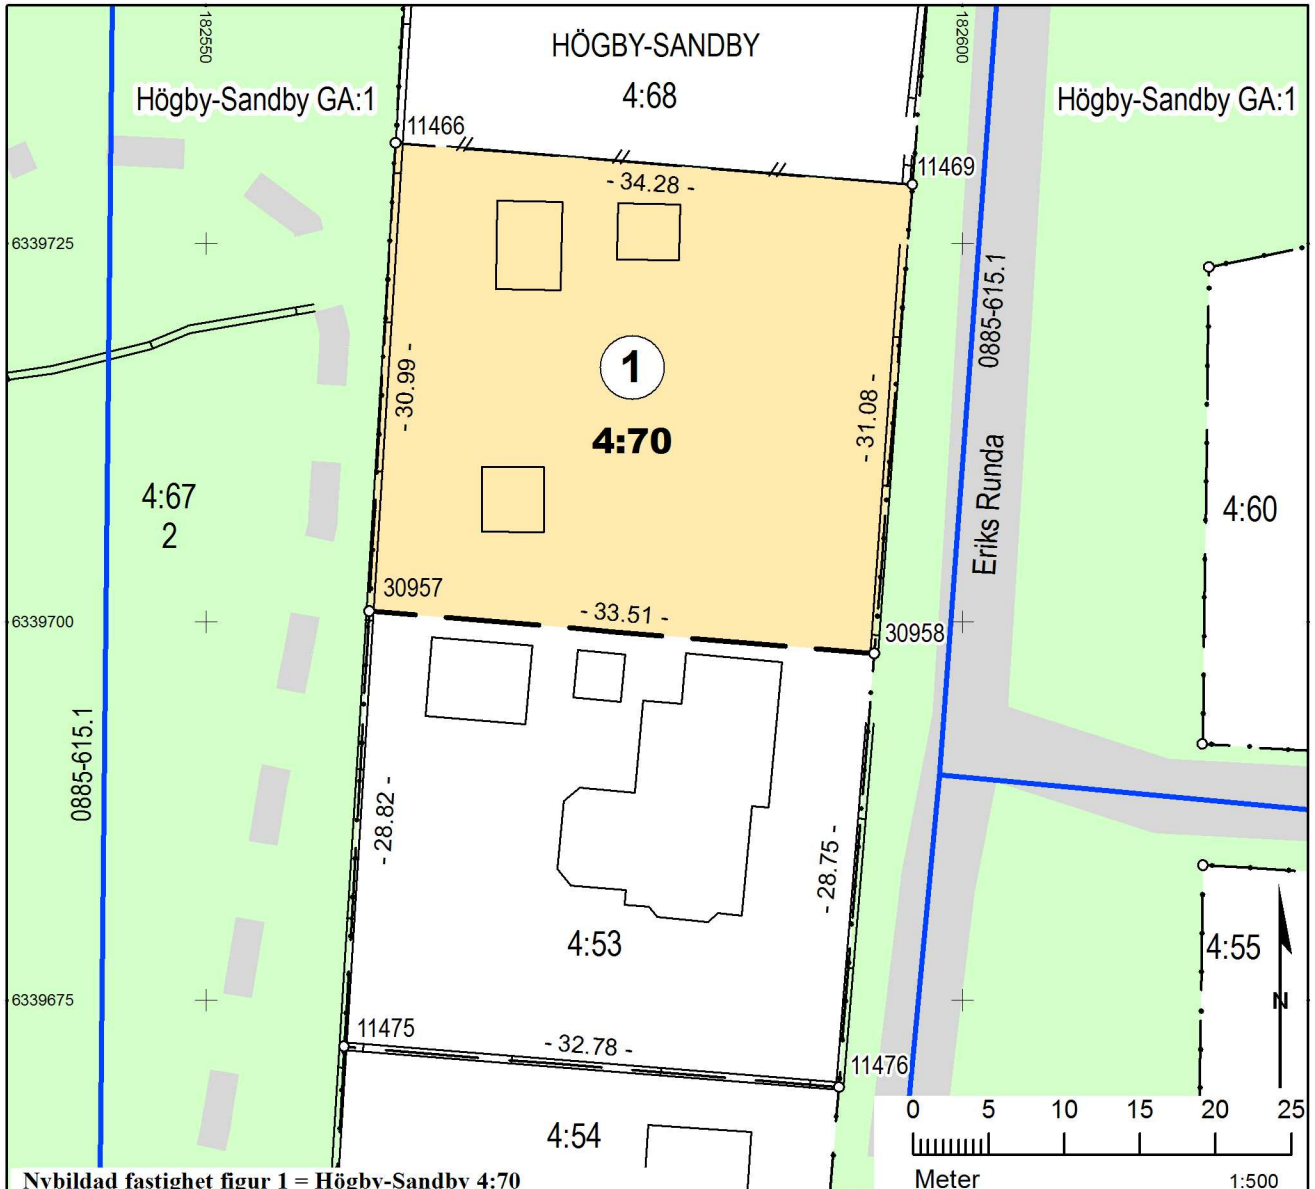 182550
182600
HÖGBY-SANDBY
4:68
Högby-Sandby GA:1
Högby-Sandby GA:1
11466
11469
- 34.28 -
6339725
0885-615.1
1
- 30.99 -
- 31.08 -
4:70
4:67
2
Eriks Runda
4:60
30957
- 33.51 -
6339700
30958
0885-615.1
- 28.82 -
- 28.75 -
4:53
4:55
6339675
N
11475
- 32.78 -
11476
0 5 10 15 20 25
4:54
Nybildad fastighet figur 1 = Högby-Sandby 4:70
Meter
1:500